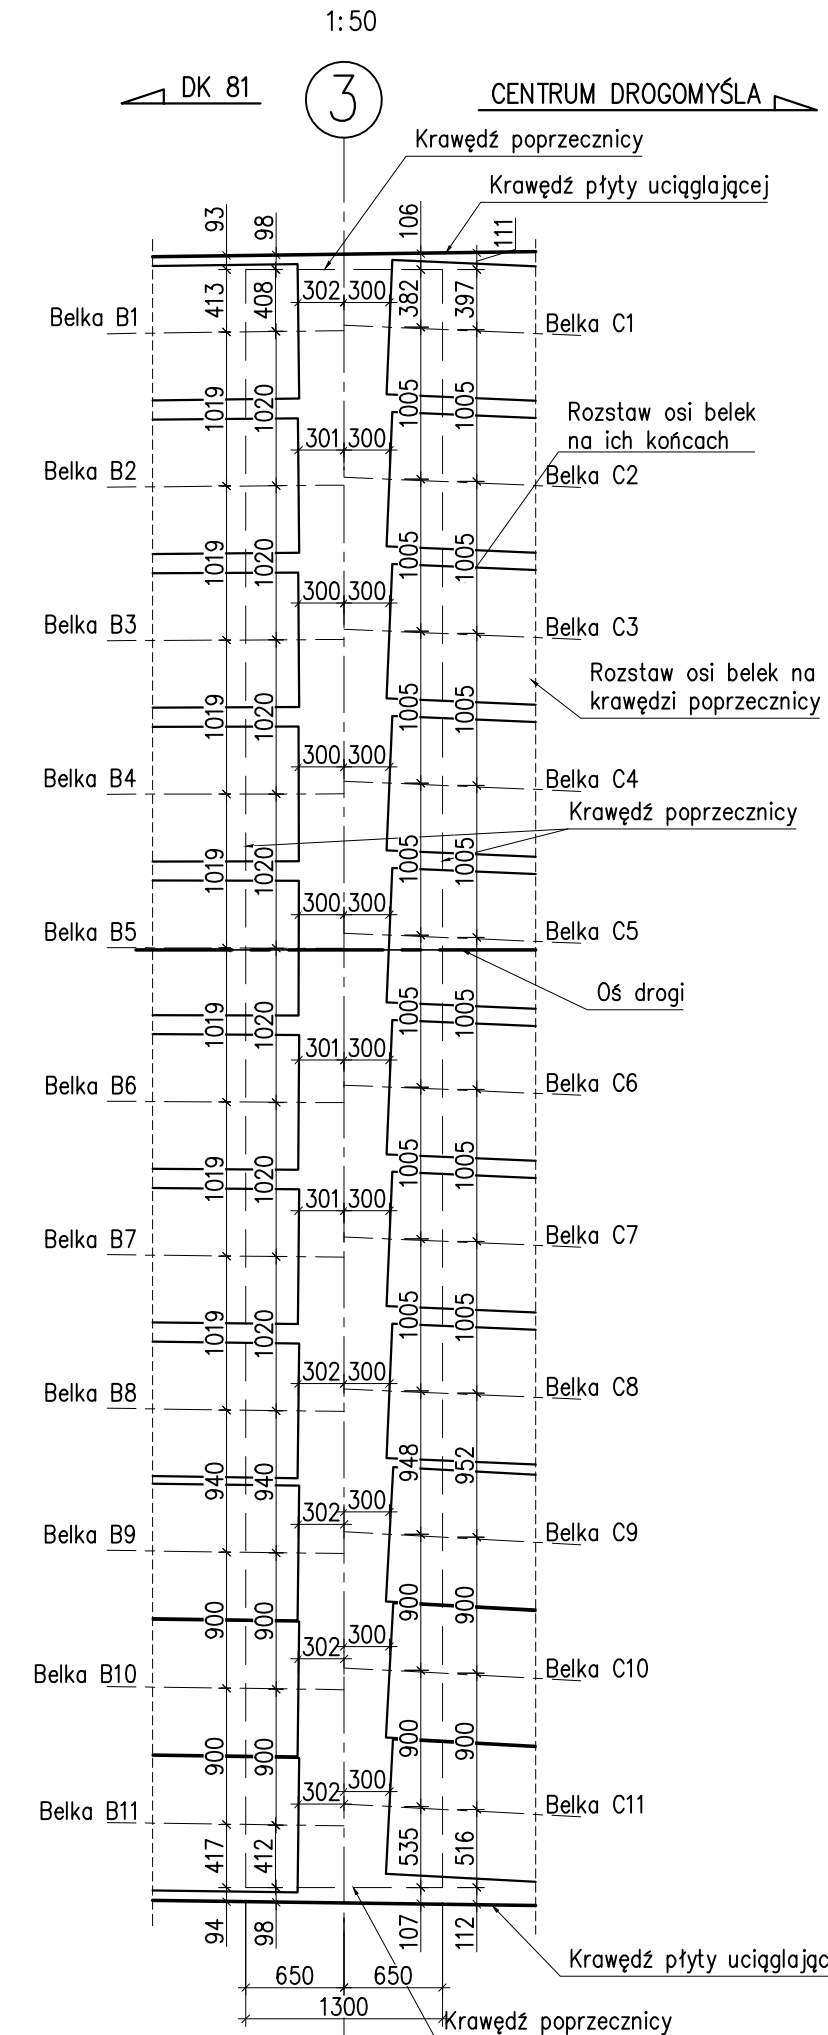 1:50
DK 81
3
CENTRUM DROGOMYŚLA
Krawędź poprzecznicy
Krawędź płyty uciąglającej
93
98
106
111
413
408
302
300
382
397
Belka B1
Belka C1
1019
1020
1005
1005
Rozstaw osi belek
na ich końcach
301
300
Belka B2
Belka C2
1019
1020
1005
1005
300
300
Belka B3
Belka C3
Rozstaw osi belek na
krawędzi poprzecznicy
1019
1020
1005
1005
300
300
Belka B4
Belka C4
Krawędź poprzecznicy
1019
1020
1005
1005
300
300
Belka B5
Belka C5
Oś drogi
1019
1020
1005
1005
301
300
Belka B6
Belka C6
1019
1020
1005
1005
301
300
Belka B7
Belka C7
1019
1020
1005
1005
302
300
Belka B8
Belka C8
940
940
948
952
302
300
Belka B9
Belka C9
900
900
900
900
302
300
Belka B10
Belka C10
900
900
900
900
302
300
Belka B11
Belka C11
417
412
535
516
94
98
107
112
Krawędź płyty uciąglając
650
650
1300
Krawędź poprzecznicy